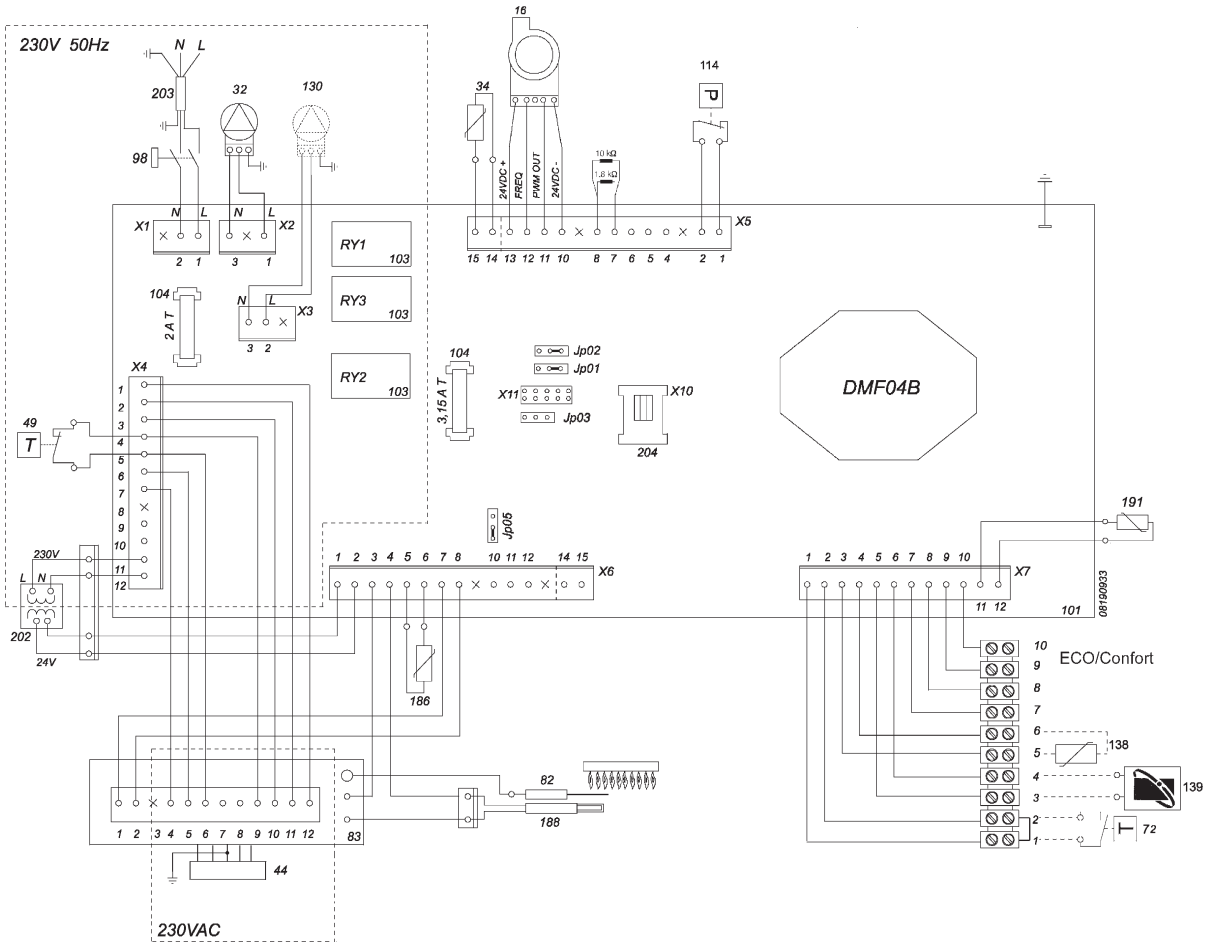 16
230V 50Hz
N L
114
P
203
32
130
34
98
24VDC +
FREQ
PWM OUT
24VDC -
10 kΩ
1.8 kΩ
N L
X1
2 1
L
X2
3 1
X5
15 14 13 12 11 10 8 7 6 5 4 2 1
RY1
103
104
2 A T
N L
X3
3 2
RY3
103
Jp02
Jp01
X11
Jp03
104
3,15 A T
X10
204
DMF04B
RY2
103
X4
1
2
3
4
5
6
7
8
9
10
11
12
49
T
Jp05
191
230V
L N
202
24V
1 2 3 4 5 6 7 8 10 11 12 14 15
X6
1 2 3 4 5 6 7 8 9 10
X7
11 12
101
08190933
186
10
9
8
7
6
5
4
3
2
1
ECO/Confort
138
139
T
72
82
188
83
1 2 3 4 5 6 7 8 9 10 11 12
44
230VAC